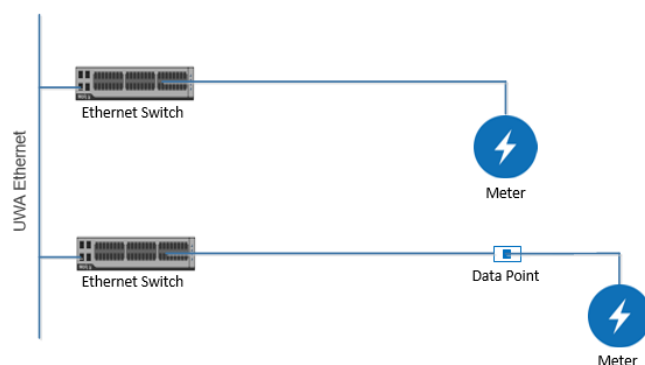 UWA Ethernet
Ethernet Switch
Meter
Ethernet Switch
Data Point
Meter